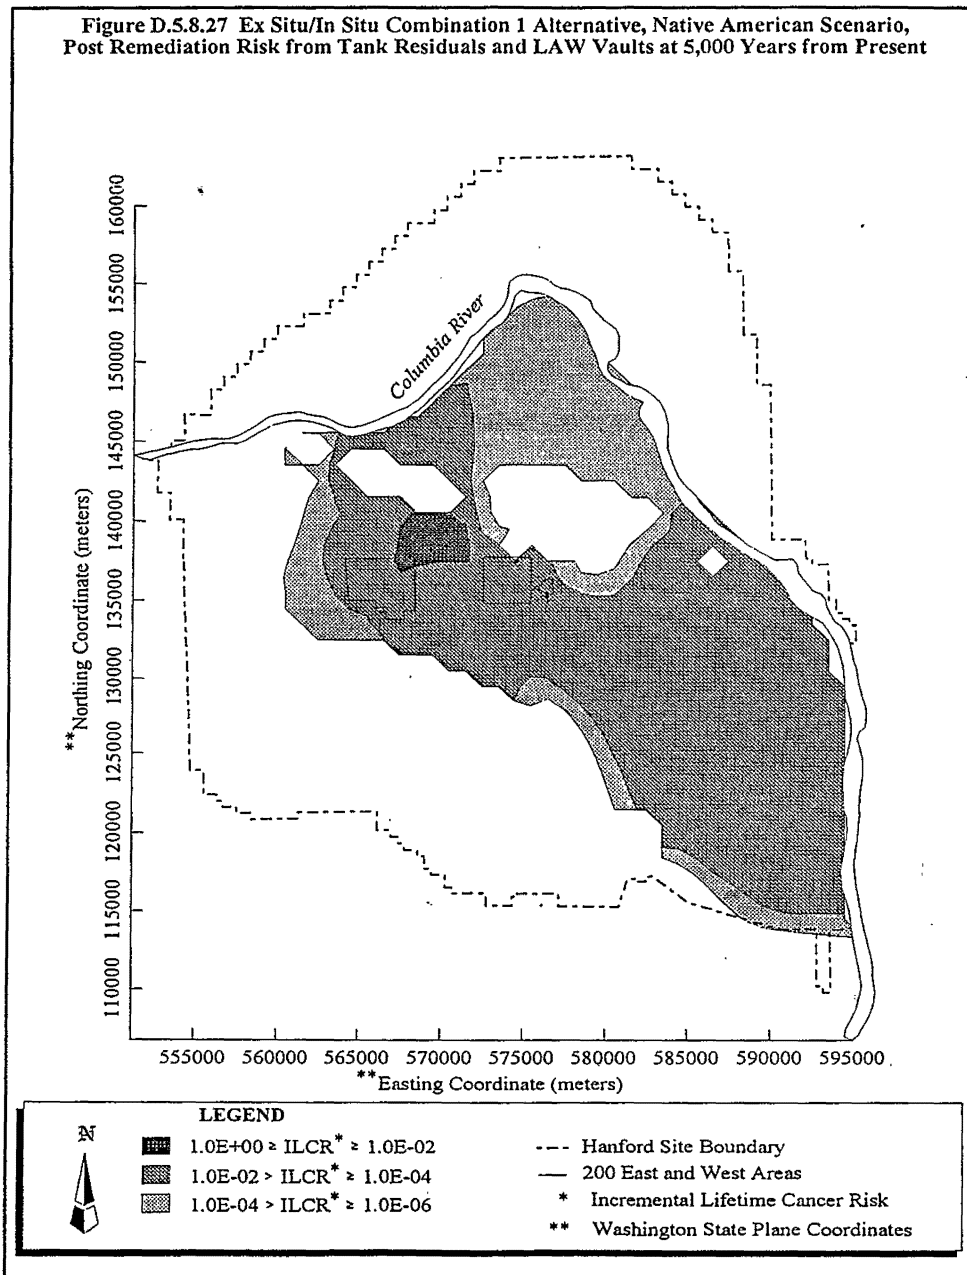 Figure D.5.8.27 Ex Situ/In Situ Combination 1 Alternative, Native American Scenario,
Post Remediation Risk from Tank Residuals and LAW Vaults at 5,000 Years from Present
160000
155000
150000
145000
140000
135000
130000
125000
120000
115000
110000
**Northing Coordinate (meters)
Columbia River
555000 560000 565000 570000 575000 580000 585000 590000 595000
**Easting Coordinate (meters)
LEGEND
N
1.0E+00 ≥ ILCR* ≥ 1.0E-02
1.0E-02 > ILCR* ≥ 1.0E-04
1.0E-04 > ILCR* ≥ 1.0E-06
Hanford Site Boundary
200 East and West Areas
* Incremental Lifetime Cancer Risk
** Washington State Plane Coordinates